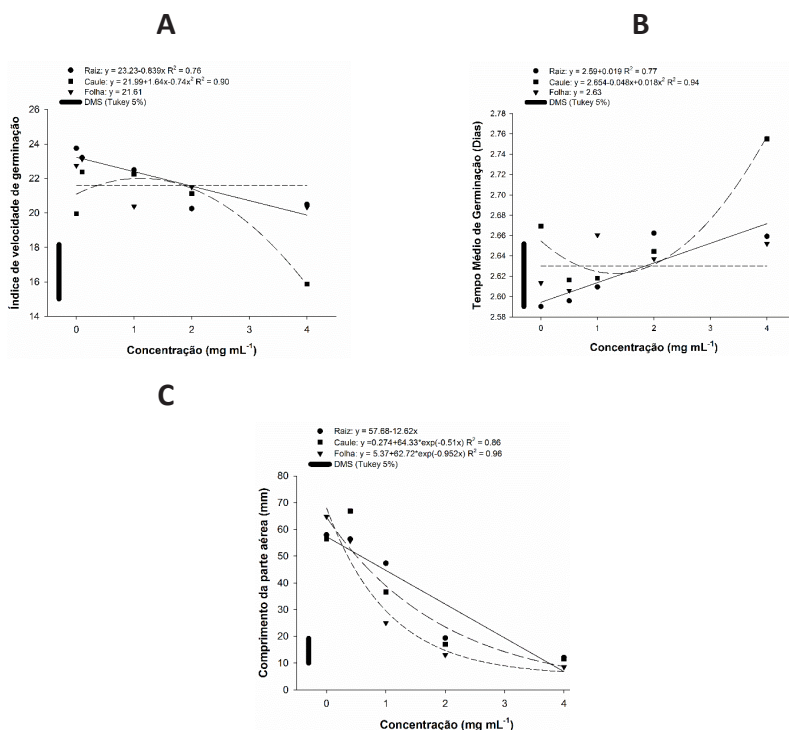 A
Raiz: y = 23.23-0.839x R² = 0.76
Caule: y = 21.99+1.64x-0.74x² R² = 0.90
Folha: y = 21.61
DMS (Tukey 5%)
Índice de velocidade de germinação
26
24
22
20
18
16
14
0 1 2 3 4
Concentração (mg mL⁻¹)
B
Raiz: y = 2.59+0.019 R² = 0.77
Caule: y = 2.654-0.048x+0.018x² R² = 0.94
Folha: y = 2.63
DMS (Tukey 5%)
Tempo Médio de Germinação (Dias)
2.78
2.76
2.74
2.72
2.70
2.68
2.66
2.64
2.62
2.60
2.58
0 1 2 3 4
Concentração (mg mL⁻¹)
C
Raiz: y = 57.68-12.62x
Caule: y =0.274+64.33*exp(-0.51x) R² = 0.86
Folha: y = 5.37+62.72*exp(-0.952x) R² = 0.96
DMS (Tukey 5%)
Comprimento da parte aérea (mm)
80
70
60
50
40
30
20
10
0
0 1 2 3 4
Concentração (mg mL⁻¹)